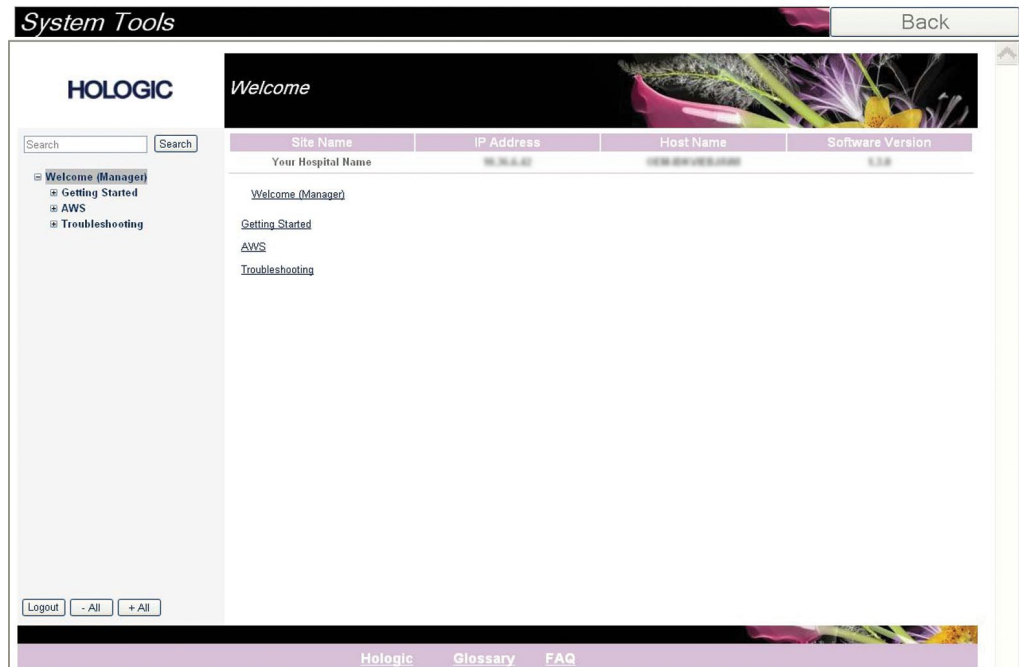 System Tools
Back
HOLOGIC
Welcome
Search
Search
Site Name IP Address Host Name Software Version
Your Hospital Name
Welcome (Manager)
Getting Started
AWS
Troubleshooting
Welcome (Manager)
Getting Started
AWS
Troubleshooting
Logout - All + All
Hologic Glossary FAQ